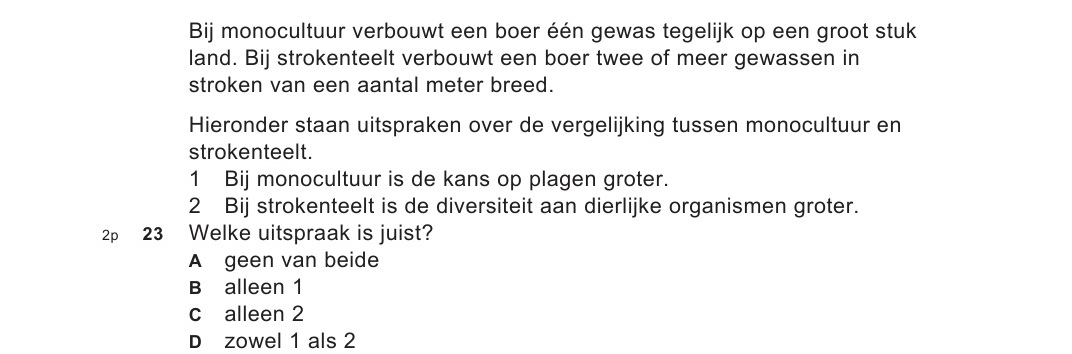 Bij monocultuur verbouwt een boer één gewas tegelijk op een groot stuk
land. Bij strokenteelt verbouwt een boer twee of meer gewassen in
stroken van een aantal meter breed.
Hieronder staan uitspraken over de vergelijking tussen monocultuur en
strokenteelt.
1 Bij monocultuur is de kans op plagen groter.
2 Bij strokenteelt is de diversiteit aan dierlijke organismen groter.
2p 23 Welke uitspraak is juist?
A geen van beide
B alleen 1
C alleen 2
D zowel 1 als 2